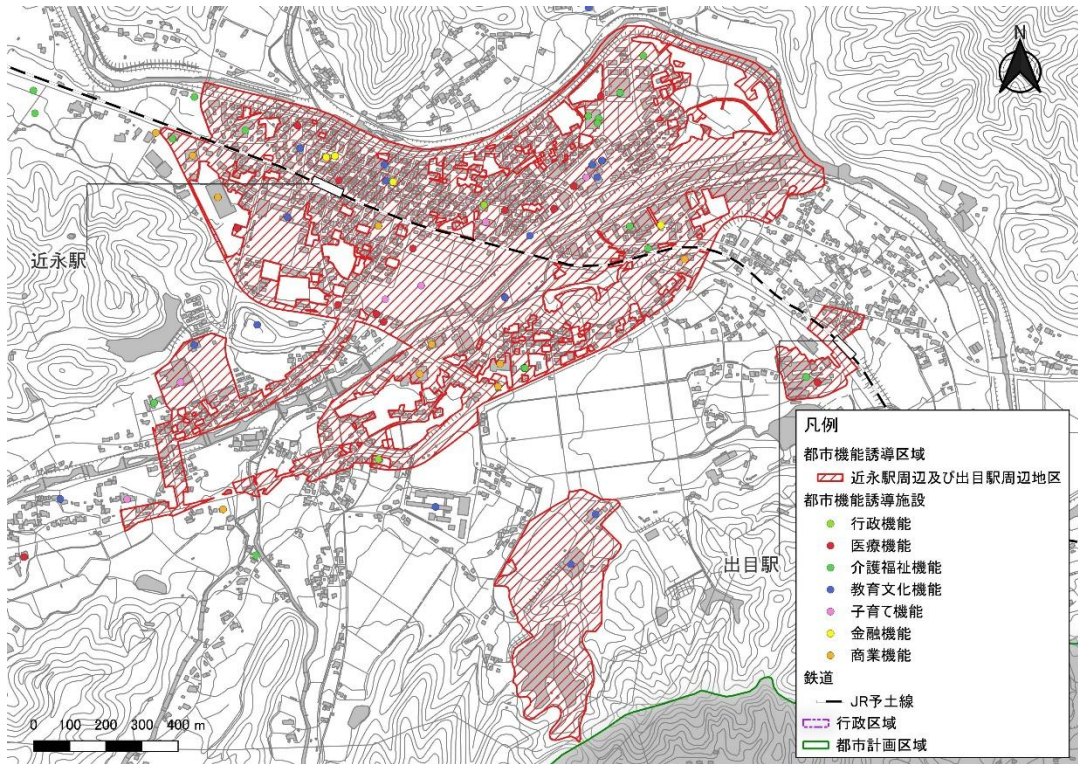 N
近永駅
出目駅
0 100 200 300 400 m
凡例
都市機能誘導区域
近永駅周辺及び出目駅周辺地区
都市機能誘導施設
行政機能
医療機能
介護福祉機能
教育文化機能
子育て機能
金融機能
商業機能
鉄道
JR予土線
行政区域
都市計画区域